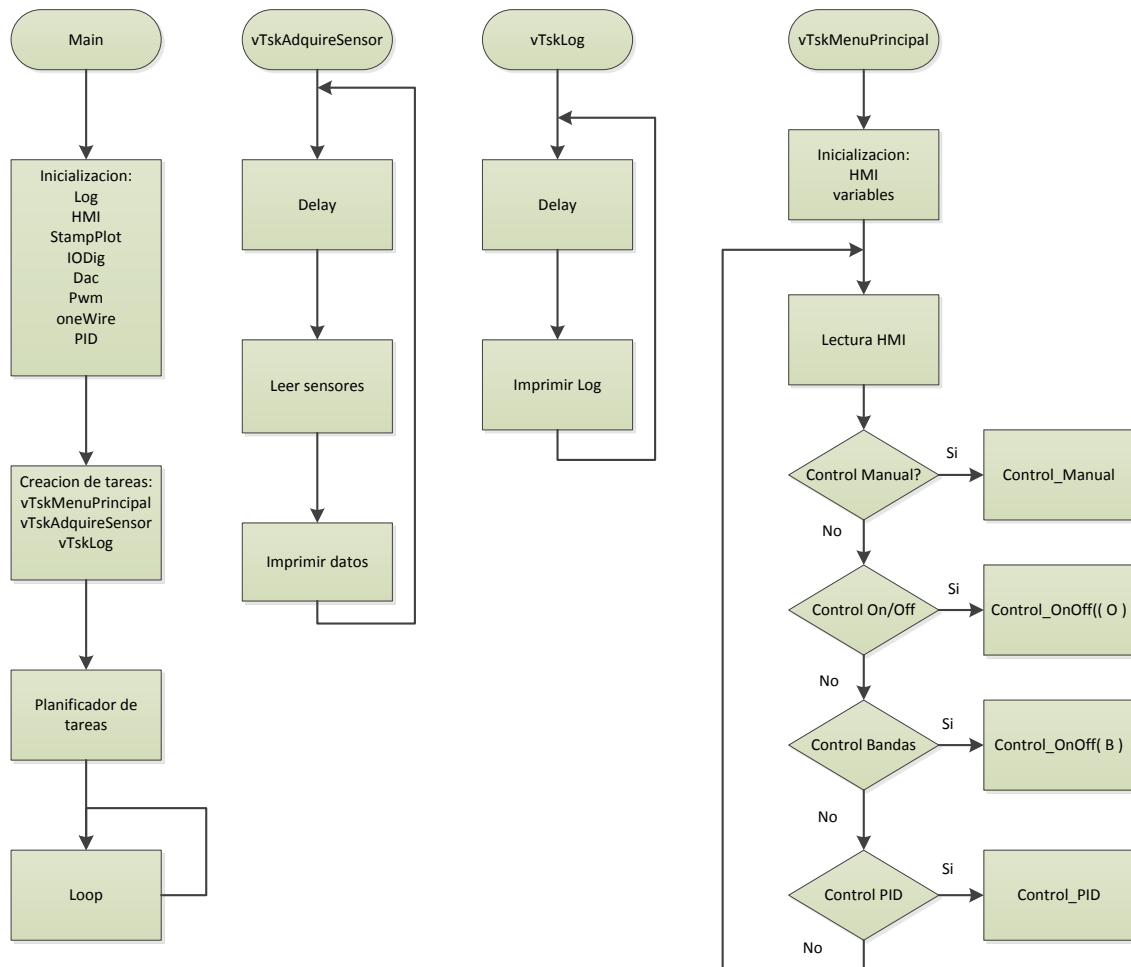 Main
Inicializacion:
Log
HMI
StampPlot
IODig
Dac
Pwm
oneWire
PID
Creacion de tareas:
vTskMenuPrincipal
vTskAdquireSensor
vTskLog
Planificador de
tareas
Loop
vTskAdquireSensor
Delay
Leer sensores
Imprimir datos
vTskLog
Delay
Imprimir Log
vTskMenuPrincipal
Inicializacion:
HMI
variables
Lectura HMI
Control Manual?
Si
Control_Manual
No
Control On/Off
Si
Control_OnOff(( O )
No
Control Bandas
Si
Control_OnOff( B )
No
Control PID
Si
Control_PID
No